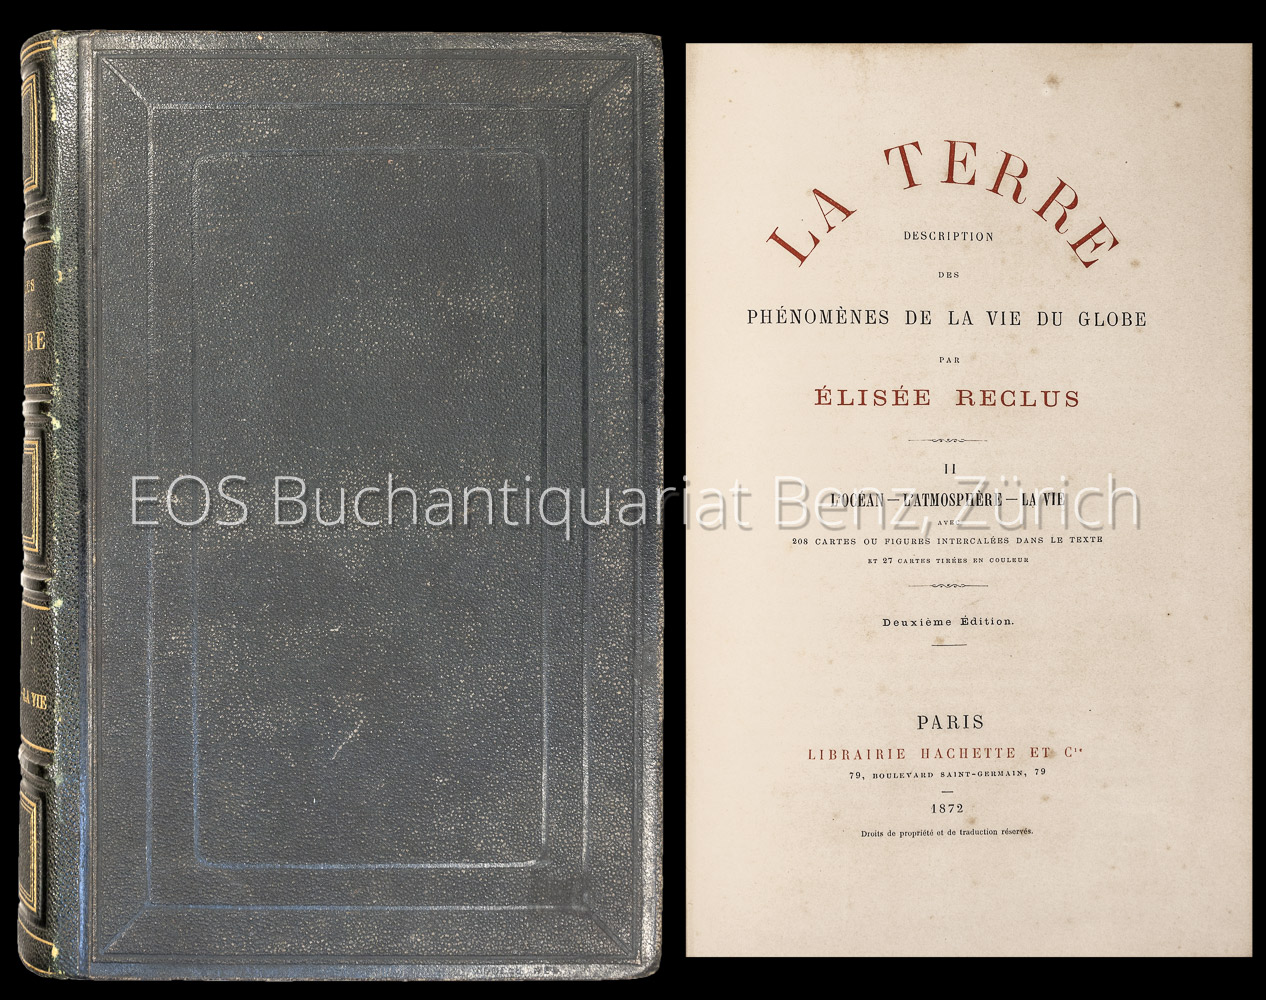 RE
LA VIE
LA TERRE
DESCRIPTION
DES
PHÉNOMÈNES DE LA VIE DU GLOBE
PAR
ÉLISÉE RECLUS
II
L'OCÉAN — L'ATMOSPHÈRE — LA VIE
AVEC
208 CARTES OU FIGURES INTERCALÉES DANS LE TEXTE
ET 27 CARTES TIRÉES EN COULEUR
Deuxième Édition.
PARIS
LIBRAIRIE HACHETTE ET Cie
79, BOULEVARD SAINT-GERMAIN, 79
1872
Droits de propriété et de traduction réservés.
EOS Buchantiquariat Benz, Zürich